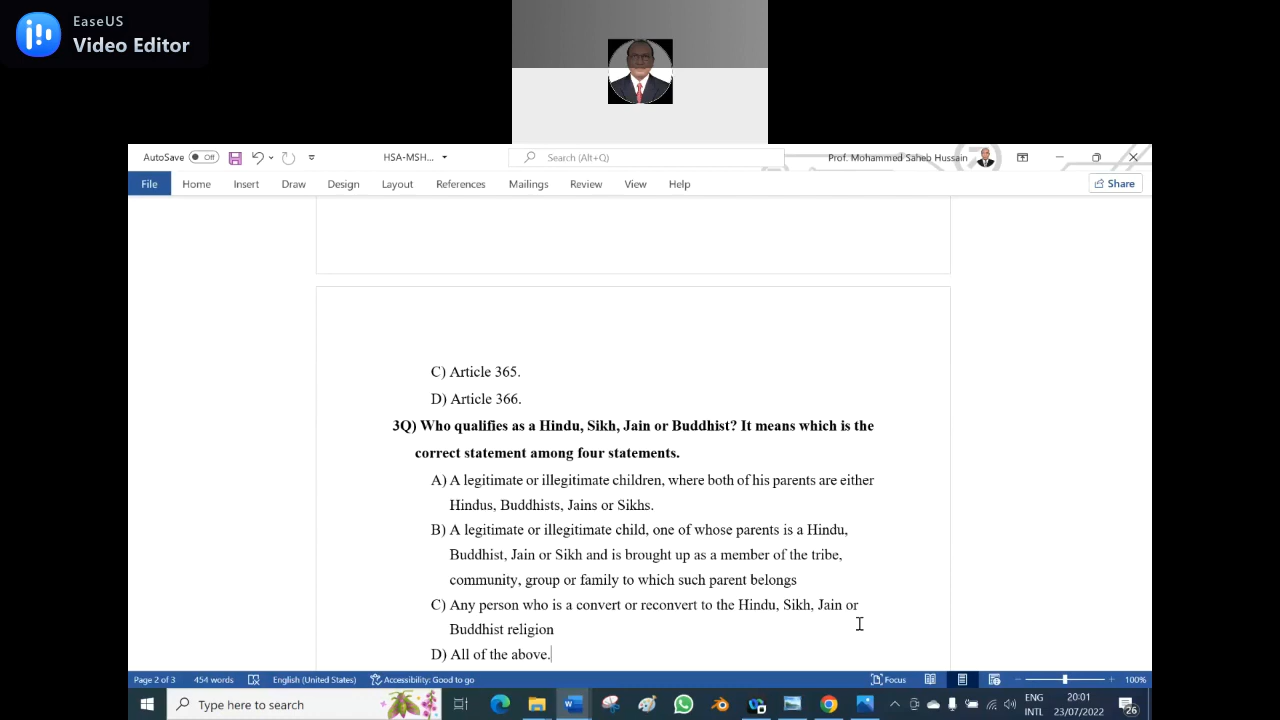 EaseUS
Video Editor
AutoSave Off HSA-MSH... Search (Alt+Q) Prof. Mohammed Saheb Hussain
File Home Insert Draw Design Layout References Mailings Review View Help Share
C) Article 365.
D) Article 366.
3Q) Who qualifies as a Hindu, Sikh, Jain or Buddhist? It means which is the
correct statement among four statements.
A) A legitimate or illegitimate children, where both of his parents are either
Hindus, Buddhists, Jains or Sikhs.
B) A legitimate or illegitimate child, one of whose parents is a Hindu,
Buddhist, Jain or Sikh and is brought up as a member of the tribe,
community, group or family to which such parent belongs
C) Any person who is a convert or reconvert to the Hindu, Sikh, Jain or
Buddhist religion
D) All of the above.
Page 2 of 3 454 words English (United States) Accessibility: Good to go Focus 100%
Type here to search ENG 20:01
INTL 23/07/2022 26